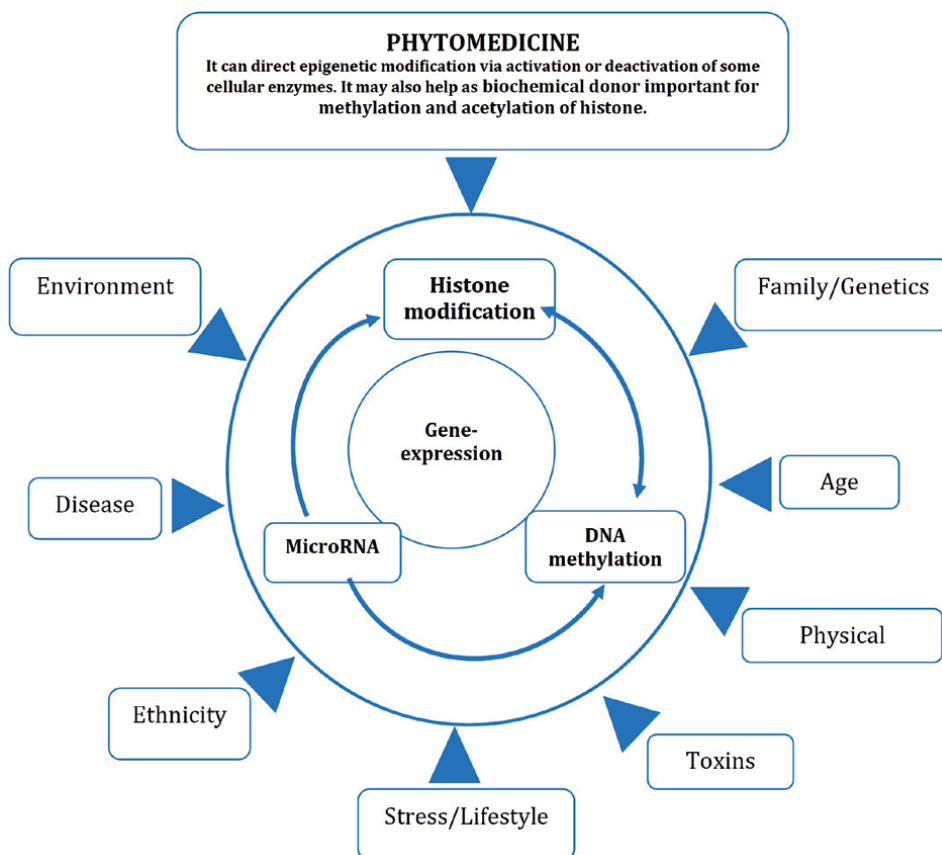 PHYTOMEDICINE
It can direct epigenetic modification via activation or deactivation of some
cellular enzymes. It may also help as biochemical donor important for
methylation and acetylation of histone.
Environment
Histone
modification
Family/Genetics
Gene-
expression
Disease
Age
MicroRNA
DNA
methylation
Physical
Ethnicity
Toxins
Stress/Lifestyle